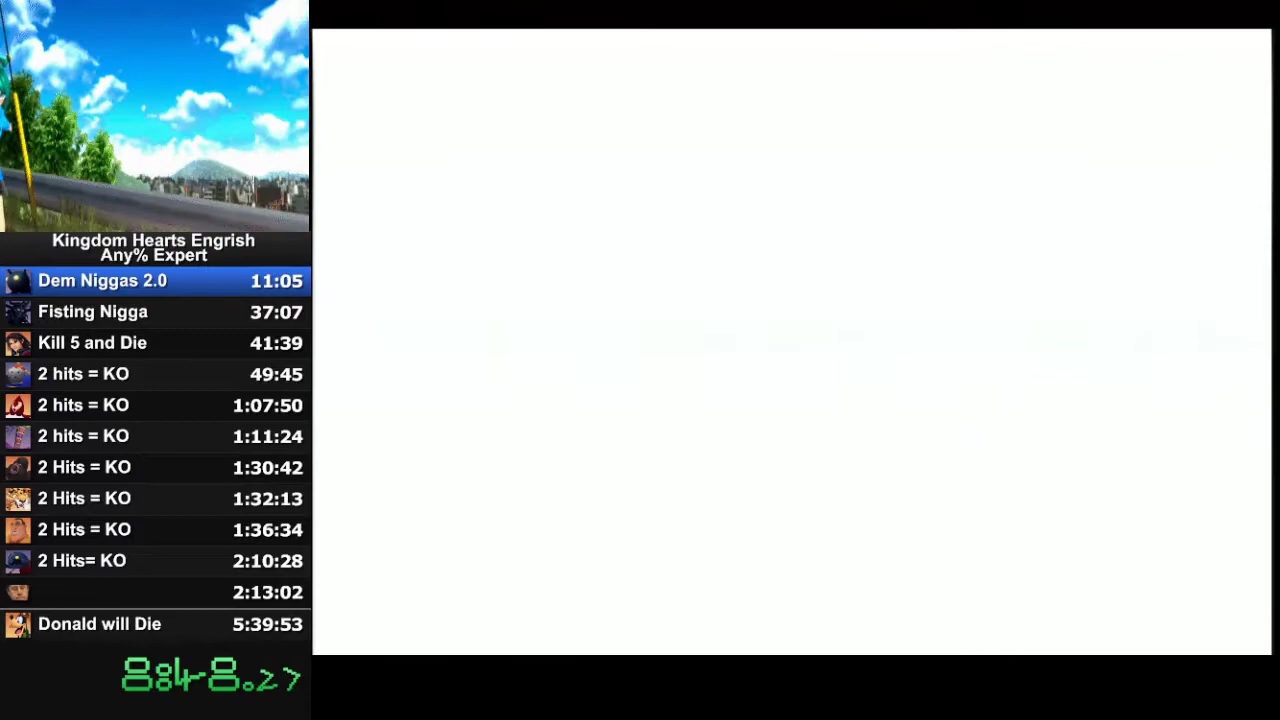 Kingdom Hearts Engrish
Any% Expert
Dem Niggas 2.0 11:05
Fisting Nigga 37:07
Kill 5 and Die 41:39
2 hits = KO 49:45
2 hits = KO 1:07:50
2 hits = KO 1:11:24
2 Hits = KO 1:30:42
2 Hits = KO 1:32:13
2 Hits = KO 1:36:34
2 Hits= KO 2:10:28
2:13:02
Donald will Die 5:39:53